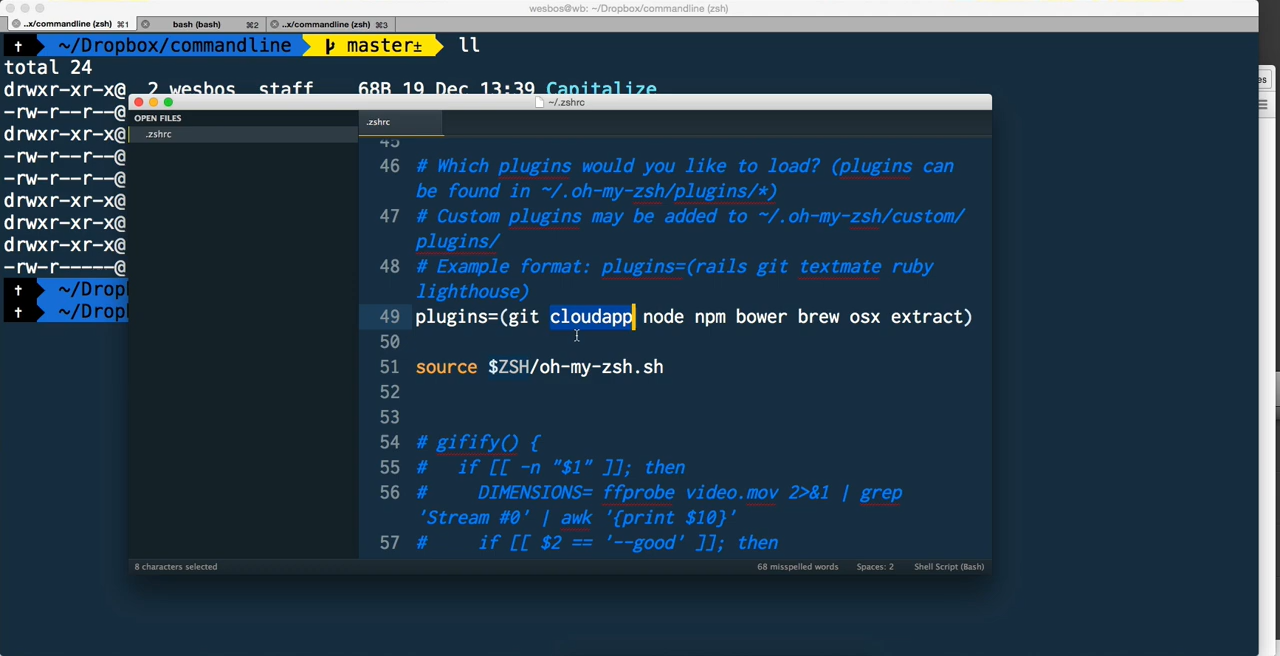 wesbos@wb: ~/Dropbox/commandline (zsh)
..x/commandline (zsh) ⌘1
bash (bash) ⌘2
..x/commandline (zsh) ⌘3
~/Dropbox/commandline master± ll
total 24
drwxr-xr-x@ 2 wesbos staff 68B 19 Dec 13:39 Capitalize
-rw-r--r--@
drwxr-xr-x@
-rw-r--r--@
-rw-r--r--@
drwxr-xr-x@
drwxr-xr-x@
drwxr-xr-x@
-rw-r-----@
~/Drop
~/Drop
~/.zshrc
OPEN FILES
.zshrc
.zshrc
45
46 # Which plugins would you like to load? (plugins can
be found in ~/.oh-my-zsh/plugins/*)
47 # Custom plugins may be added to ~/.oh-my-zsh/custom/
plugins/
48 # Example format: plugins=(rails git textmate ruby
lighthouse)
49 plugins=(git cloudapp node npm bower brew osx extract)
50
51 source $ZSH/oh-my-zsh.sh
52
53
54 # gifify() {
55 #   if [[ -n "$1" ]]; then
56 #     DIMENSIONS= ffprobe video.mov 2>&1 | grep
'Stream #0' | awk '{print $10}'
57 #     if [[ $2 == '--good' ]]; then
8 characters selected
68 misspelled words
Spaces: 2
Shell Script (Bash)